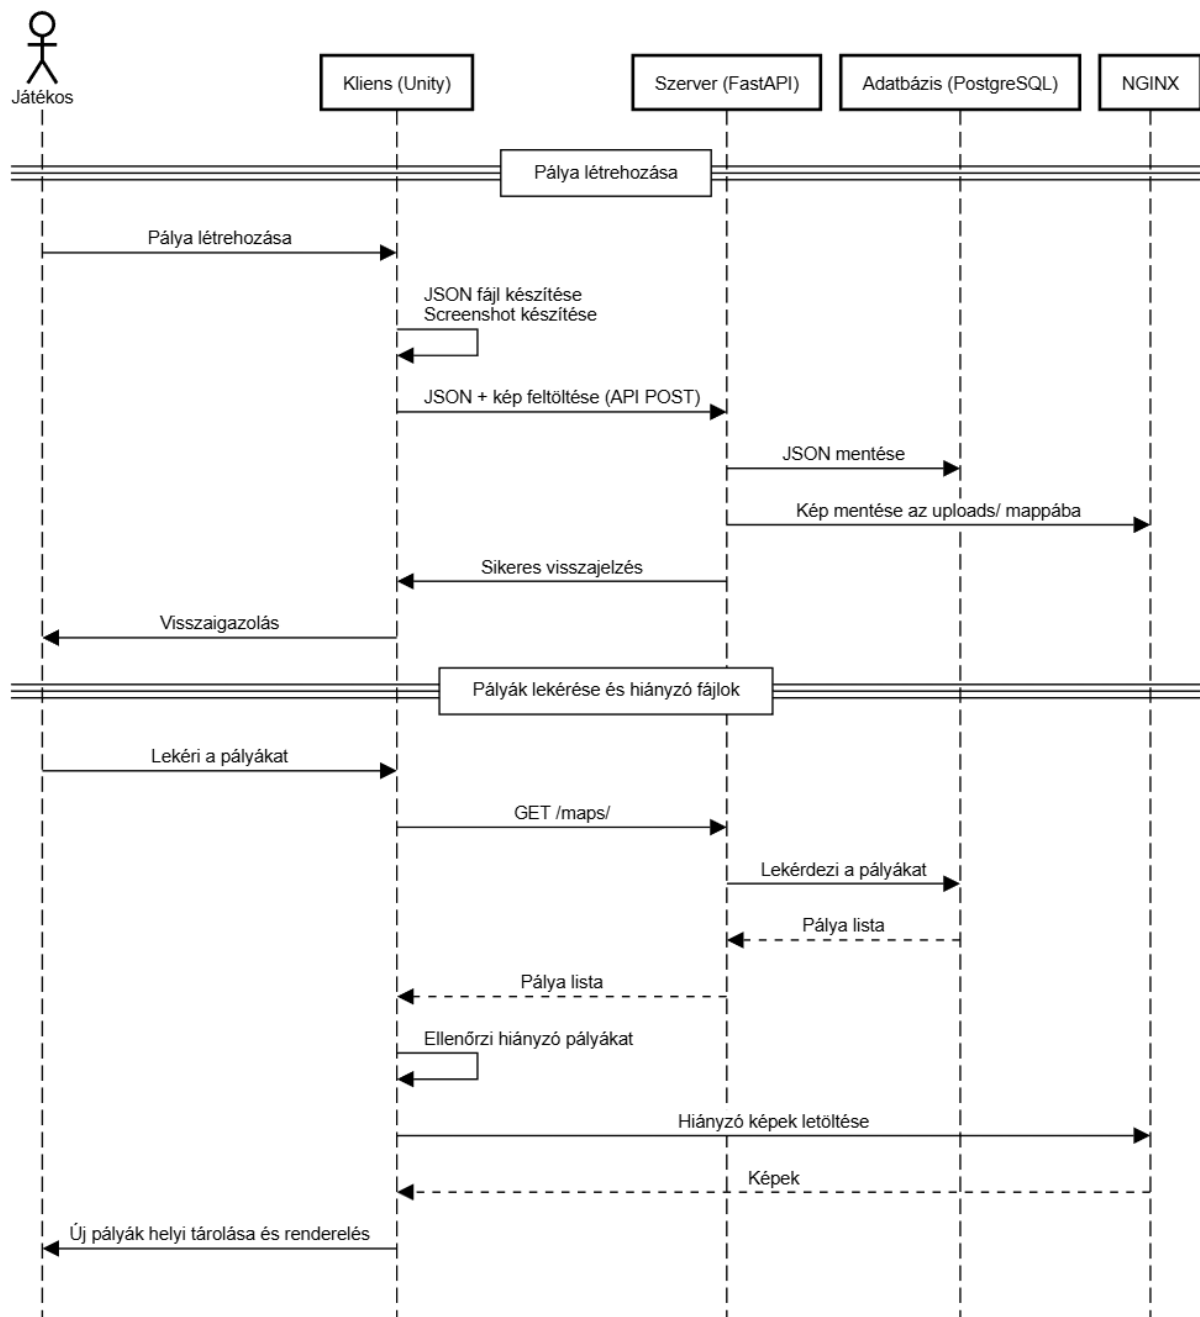 Játékos
Kliens (Unity)
Szerver (FastAPI)
Adatbázis (PostgreSQL)
NGINX
Pálya létrehozása
Pálya létrehozása
JSON fájl készítése
Screenshot készítése
JSON + kép feltöltése (API POST)
JSON mentése
Kép mentése az uploads/ mappába
Sikeres visszajelzés
Visszaigazolás
Pályák lekérése és hiányzó fájlok
Lekéri a pályákat
GET /maps/
Lekérdezi a pályákat
Pálya lista
Pálya lista
Ellenőrzi hiányzó pályákat
Hiányzó képek letöltése
Képek
Új pályák helyi tárolása és renderelés